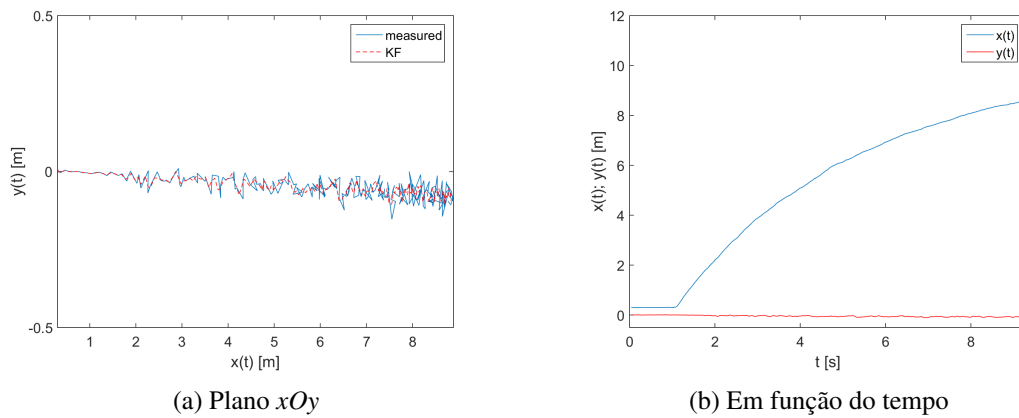 0.5
0
-0.5
y(t) [m]
1 2 3 4 5 6 7 8
x(t) [m]
measured
KF
(a) Plano xOy
12
10
8
6
4
2
0
x(t); y(t) [m]
0 2 4 6 8
t [s]
x(t)
y(t)
(b) Em função do tempo